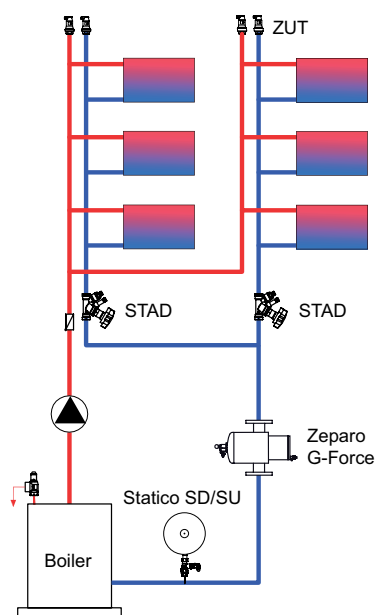 ZUT
STAD
STAD
Zeparo
G-Force
Statico SD/SU
Boiler